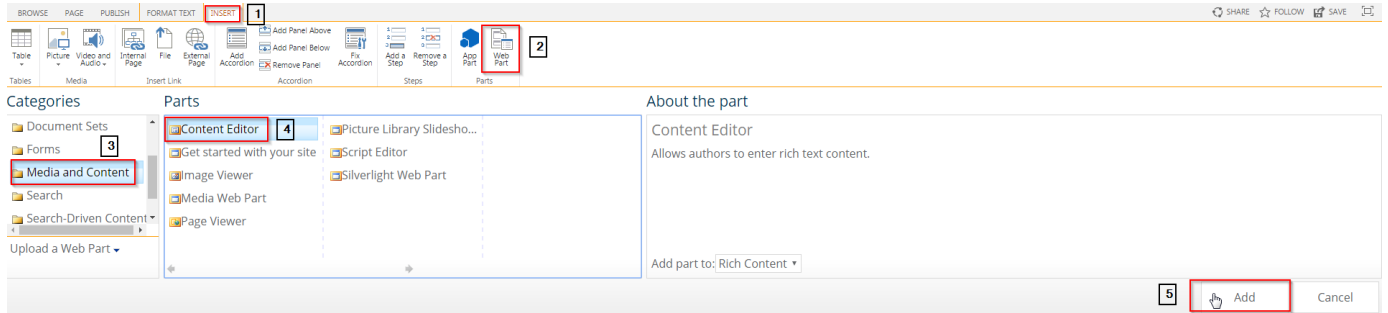 BROWSE PAGE PUBLISH FORMAT TEXT INSERT 1 SHARE FOLLOW SAVE
Table Picture Video and Audio Internal Page File External Page Add Accordion Add Panel Above Add Panel Below Remove Panel Fix Accordion Add a Step Remove a Step App Part Web Part 2
Tables Media Insert Link Accordion Steps Parts
Categories
Document Sets
Forms 3
Media and Content
Search
Search-Driven Content
Upload a Web Part
Parts
Content Editor 4
Get started with your site
Image Viewer
Media Web Part
Page Viewer
Picture Library Slidesho...
Script Editor
Silverlight Web Part
About the part
Content Editor
Allows authors to enter rich text content.
Add part to: Rich Content
5 Add Cancel